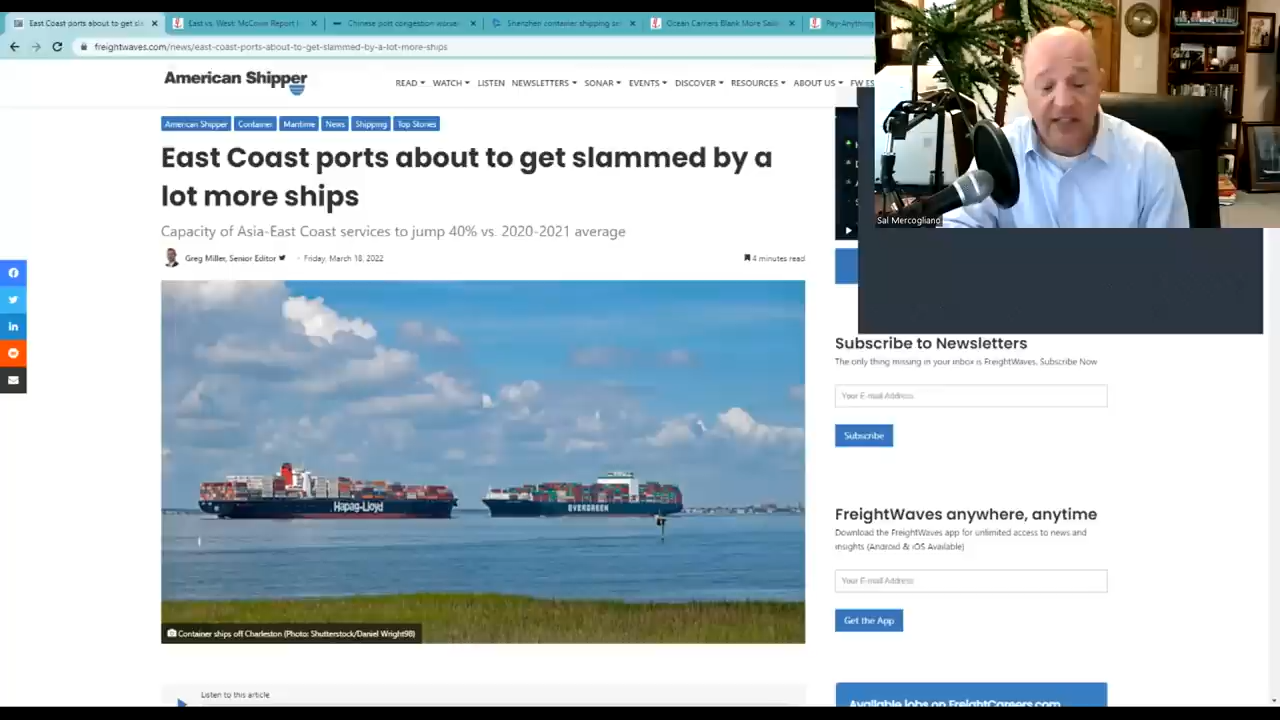 East Coast ports about to get sla
East vs. West: McCown Report
Chinese port congestion worse
Shenzhen container shipping se
Ocean Carriers Blank More Saili
Pay-Anything
freightwaves.com/news/east-coast-ports-about-to-get-slammed-by-a-lot-more-ships
American Shipper
READ WATCH LISTEN NEWSLETTERS SONAR EVENTS DISCOVER RESOURCES ABOUT US FW ES
American Shipper Container Maritime News Shipping Top Stories
East Coast ports about to get slammed by a
lot more ships
Capacity of Asia-East Coast services to jump 40% vs. 2020-2021 average
Greg Miller, Senior Editor - Friday, March 18, 2022
4 minutes read
Sal Mercogliano
Hapag-Lloyd
EVERGREEN
Container ships off Charleston (Photo: Shutterstock/Daniel Wright98)
Listen to this article
Subscribe to Newsletters
The only thing missing in your inbox is FreightWaves. Subscribe Now
Your E-mail Address
Subscribe
FreightWaves anywhere, anytime
Download the FreightWaves app for unlimited access to news and
insights (Android & iOS Available)
Your E-mail Address
Get the App
Available jobs on FreightCareers.com